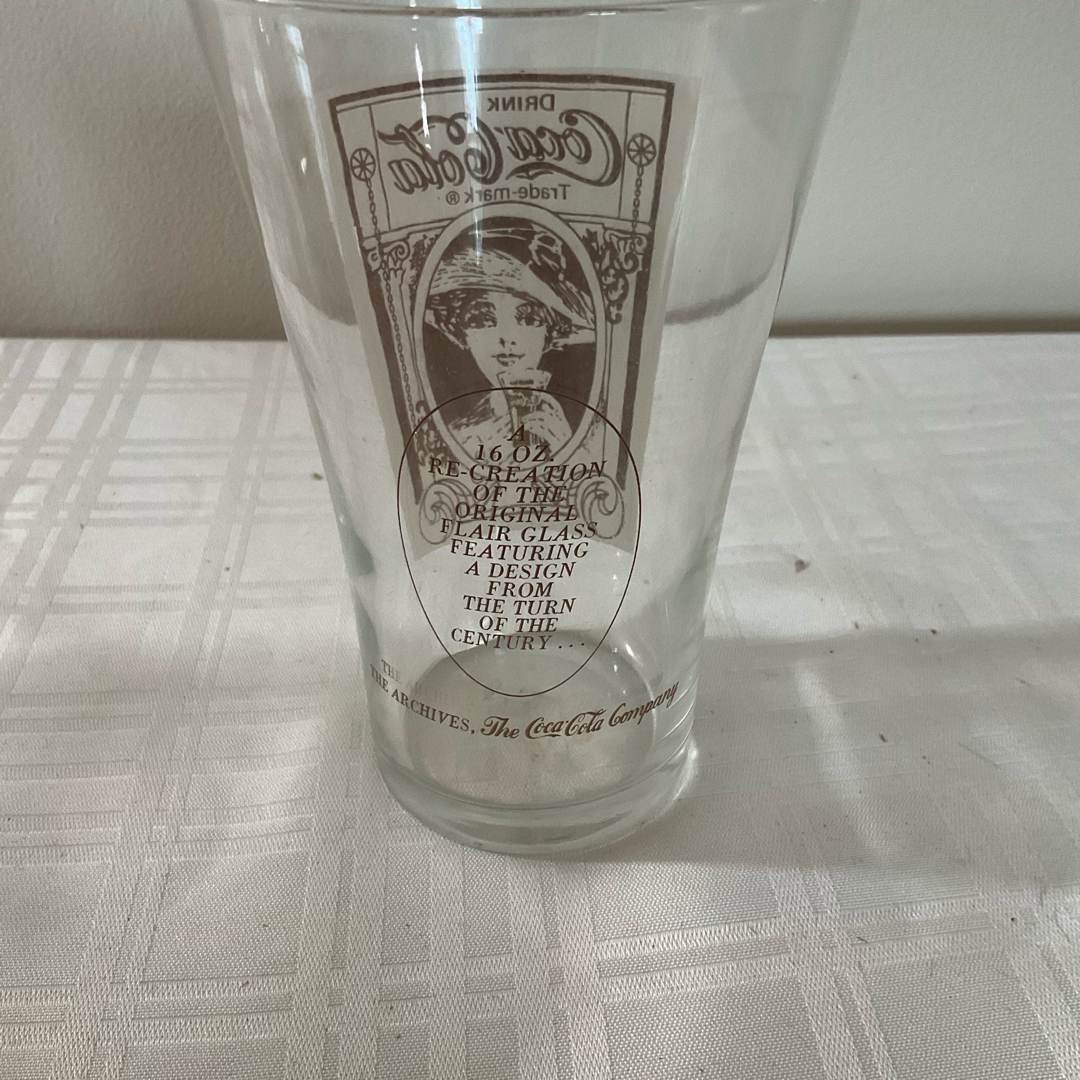 DRINK
Coca-Cola
Trade-mark ®
A
16 OZ.
RE-CREATION
OF THE
ORIGINAL
FLAIR GLASS
FEATURING
A DESIGN
FROM
THE TURN
OF THE
CENTURY...
THE ARCHIVES, The Coca-Cola Company